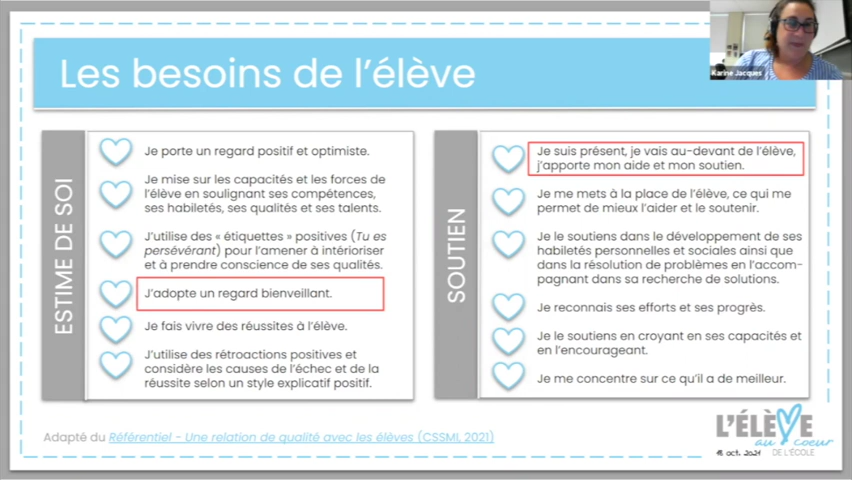 Les besoins de l'élève
Karine Jacques
ESTIME DE SOI
Je porte un regard positif et optimiste.
Je mise sur les capacités et les forces de
l'élève en soulignant ses compétences,
ses habiletés, ses qualités et ses talents.
J'utilise des « étiquettes » positives (Tu es
persévérant) pour l'amener à intérioriser
et à prendre conscience de ses qualités.
J'adopte un regard bienveillant.
Je fais vivre des réussites à l'élève.
J'utilise des rétroactions positives et
considère les causes de l'échec et de la
réussite selon un style explicatif positif.
SOUTIEN
Je suis présent, je vais au-devant de l'élève,
j'apporte mon aide et mon soutien.
Je me mets à la place de l'élève, ce qui me
permet de mieux l'aider et le soutenir.
Je le soutiens dans le développement de ses
habiletés personnelles et sociales ainsi que
dans la résolution de problèmes en l'accom-
pagnant dans sa recherche de solutions.
Je reconnais ses efforts et ses progrès.
Je le soutiens en croyant en ses capacités et
en l'encourageant.
Je me concentre sur ce qu'il a de meilleur.
Adapté du Référentiel - Une relation de qualité avec les élèves (CSSMI, 2021)
L'ÉLÈVE
au coeur
DE L'ÉCOLE
oct. 2021